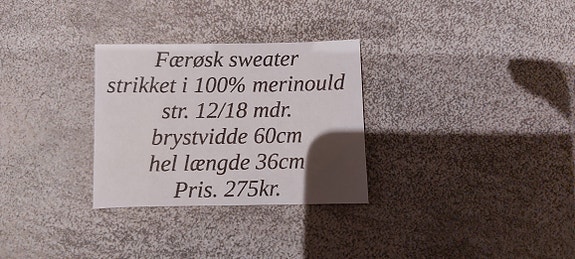 Færøsk sweater
strikket i 100% merinould
str. 12/18 mdr.
brystvidde 60cm
hel længde 36cm
Pris. 275kr.